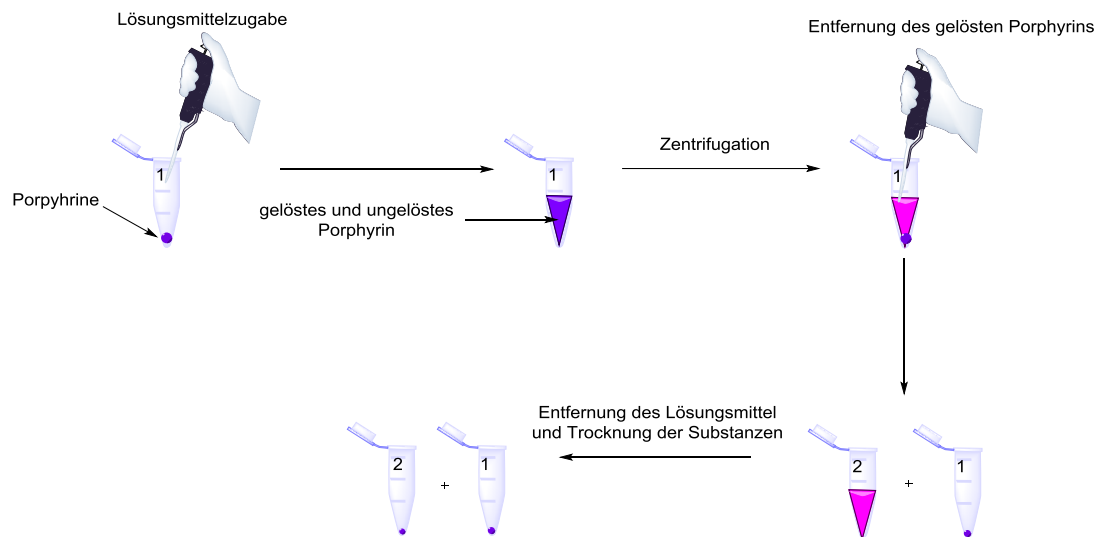 Lösungsmittelzugabe
Entfernung des gelösten Porphyrins
1
Porpyhrine
gelöstes und ungelöstes
Porphyrin
1
Zentrifugation
1
Entfernung des Lösungsmittel
und Trocknung der Substanzen
2
+
1
2
+
1